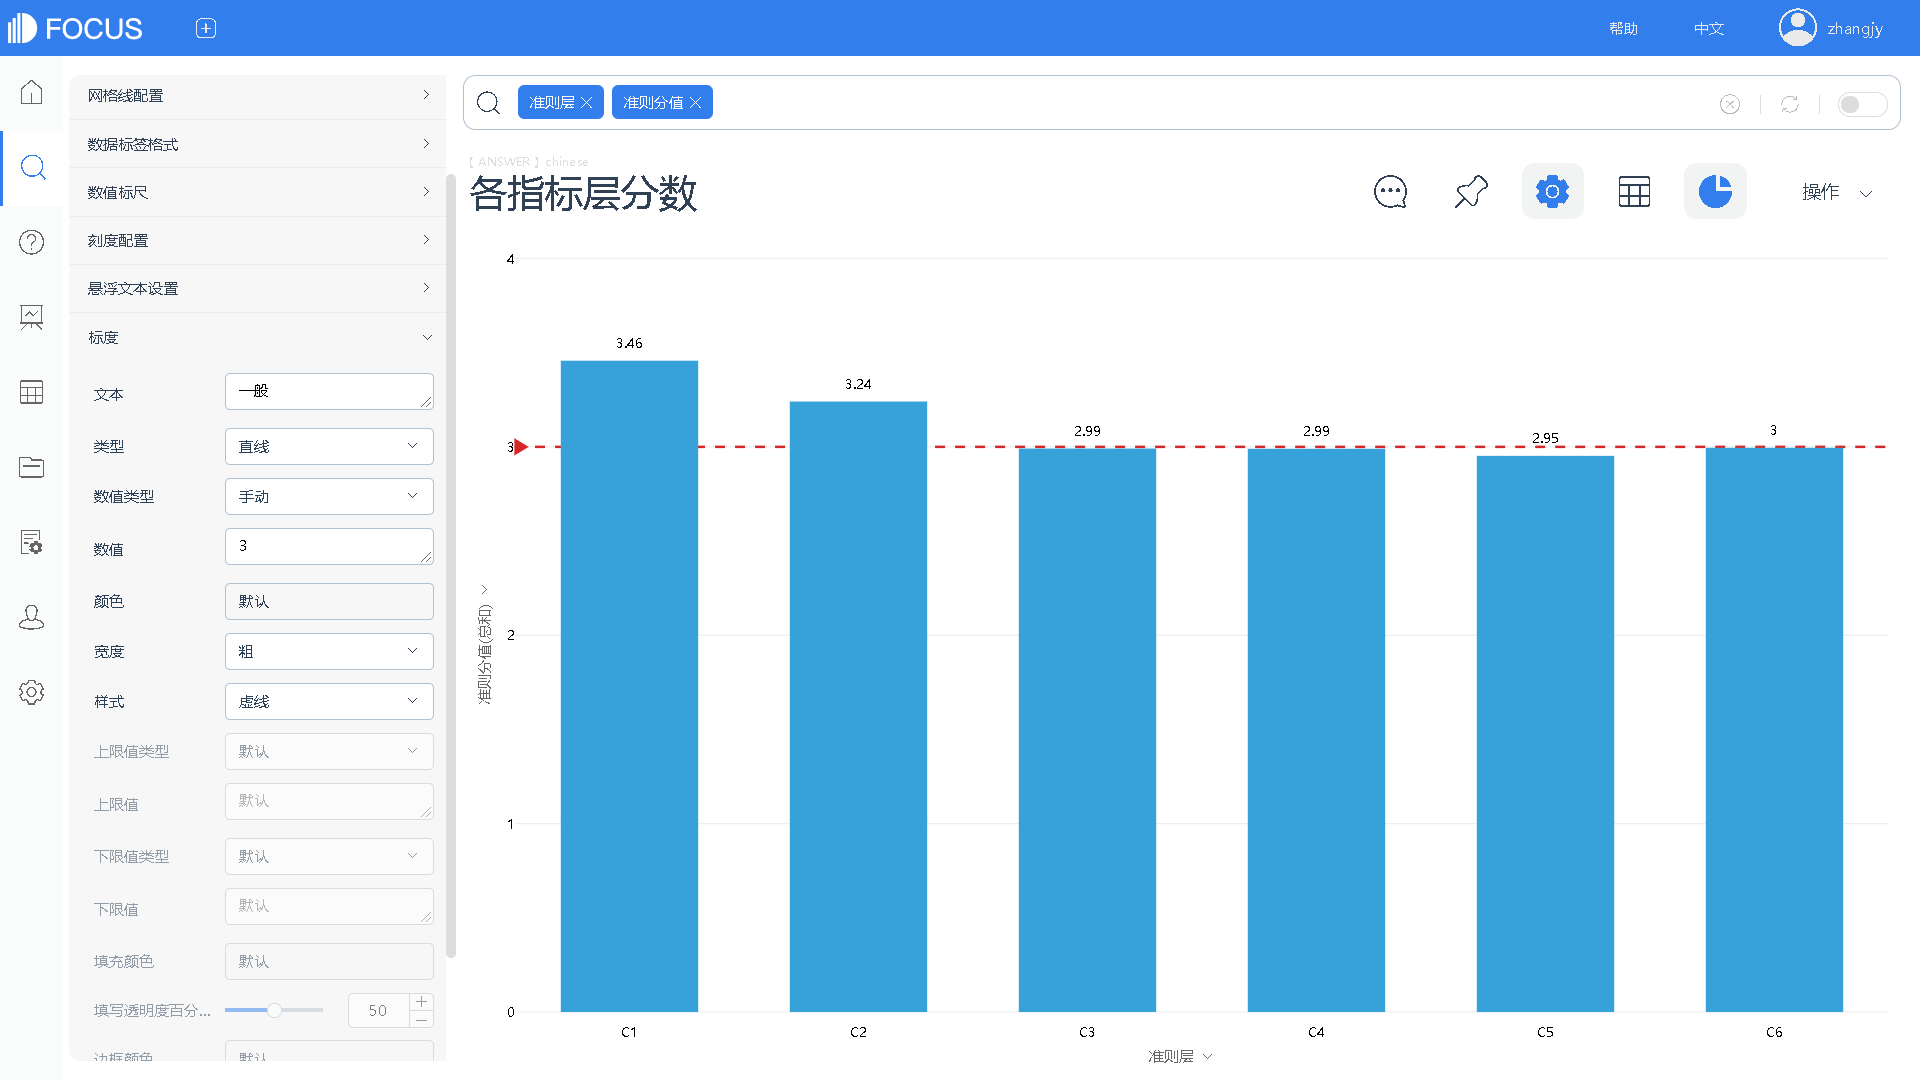 FOCUS
帮助
中文
zhangjy
网格线配置
数据标签格式
数值标尺
刻度配置
悬浮文本设置
标度
文本
一般
类型
直线
数值类型
手动
数值
3
颜色
默认
宽度
粗
样式
虚线
上限值类型
默认
上限值
默认
下限值类型
默认
下限值
默认
填充颜色
默认
填写透明度百分...
50
边框颜色
默认
准则层
准则分值
【 ANSWER 】chinese
各指标层分数
操作
4
3
2
1
0
准则分值(总和)
3.46
3.24
2.99
2.99
2.95
3
C1
C2
C3
C4
C5
C6
准则层